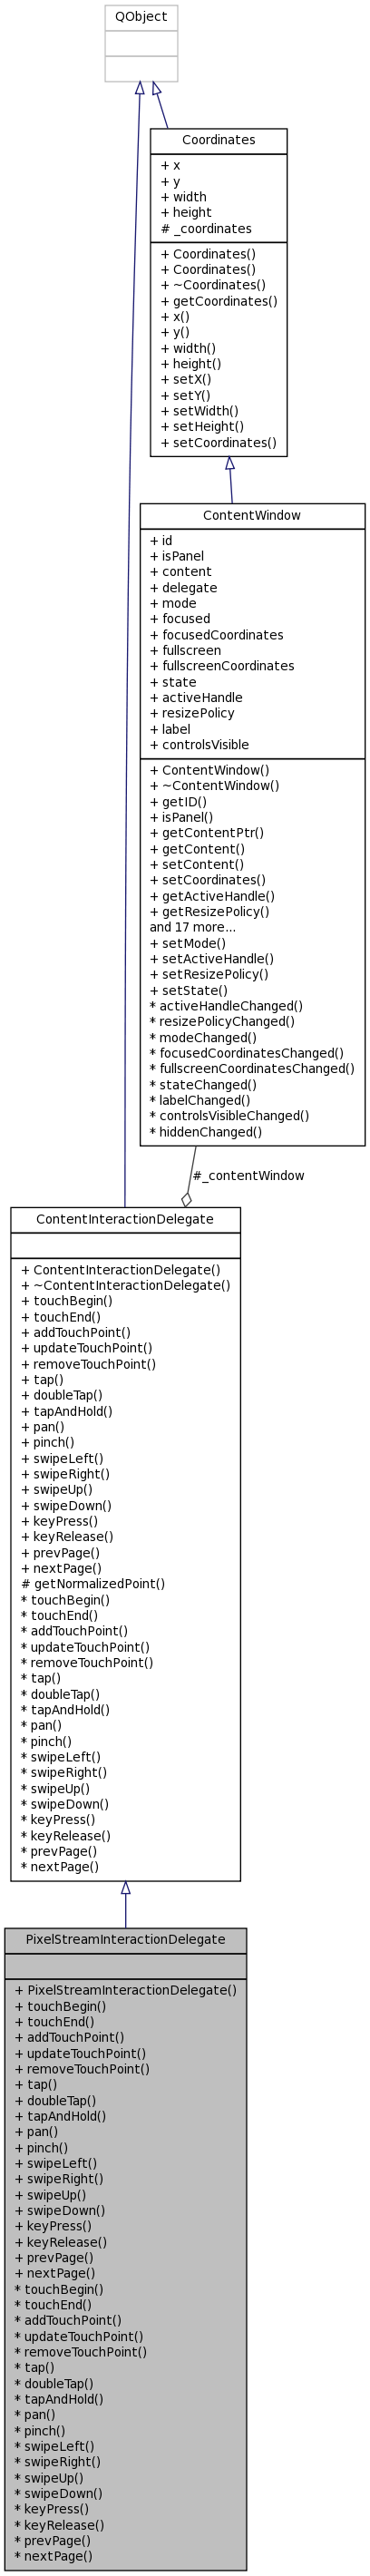 QObject
Coordinates
+ x
+ y
+ width
+ height
# _coordinates
+ Coordinates()
+ Coordinates()
+ ~Coordinates()
+ getCoordinates()
+ x()
+ y()
+ width()
+ height()
+ setX()
+ setY()
+ setWidth()
+ setHeight()
+ setCoordinates()
ContentWindow
+ id
+ isPanel
+ content
+ delegate
+ mode
+ focused
+ focusedCoordinates
+ fullscreen
+ fullscreenCoordinates
+ state
+ activeHandle
+ resizePolicy
+ label
+ controlsVisible
+ ContentWindow()
+ ~ContentWindow()
+ getID()
+ isPanel()
+ getContentPtr()
+ getContent()
+ setContent()
+ setCoordinates()
+ getActiveHandle()
+ getResizePolicy()
and 17 more...
+ setMode()
+ setActiveHandle()
+ setResizePolicy()
+ setState()
* activeHandleChanged()
* resizePolicyChanged()
* modeChanged()
* focusedCoordinatesChanged()
* fullscreenCoordinatesChanged()
* stateChanged()
* labelChanged()
* controlsVisibleChanged()
* hiddenChanged()
#_contentWindow
ContentInteractionDelegate
+ ContentInteractionDelegate()
+ ~ContentInteractionDelegate()
+ touchBegin()
+ touchEnd()
+ addTouchPoint()
+ updateTouchPoint()
+ removeTouchPoint()
+ tap()
+ doubleTap()
+ tapAndHold()
+ pan()
+ pinch()
+ swipeLeft()
+ swipeRight()
+ swipeUp()
+ swipeDown()
+ keyPress()
+ keyRelease()
+ prevPage()
+ nextPage()
# getNormalizedPoint()
* touchBegin()
* touchEnd()
* addTouchPoint()
* updateTouchPoint()
* removeTouchPoint()
* tap()
* doubleTap()
* tapAndHold()
* pan()
* pinch()
* swipeLeft()
* swipeRight()
* swipeUp()
* swipeDown()
* keyPress()
* keyRelease()
* prevPage()
* nextPage()
PixelStreamInteractionDelegate
+ PixelStreamInteractionDelegate()
+ touchBegin()
+ touchEnd()
+ addTouchPoint()
+ updateTouchPoint()
+ removeTouchPoint()
+ tap()
+ doubleTap()
+ tapAndHold()
+ pan()
+ pinch()
+ swipeLeft()
+ swipeRight()
+ swipeUp()
+ swipeDown()
+ keyPress()
+ keyRelease()
+ prevPage()
+ nextPage()
* touchBegin()
* touchEnd()
* addTouchPoint()
* updateTouchPoint()
* removeTouchPoint()
* tap()
* doubleTap()
* tapAndHold()
* pan()
* pinch()
* swipeLeft()
* swipeRight()
* swipeUp()
* swipeDown()
* keyPress()
* keyRelease()
* prevPage()
* nextPage()